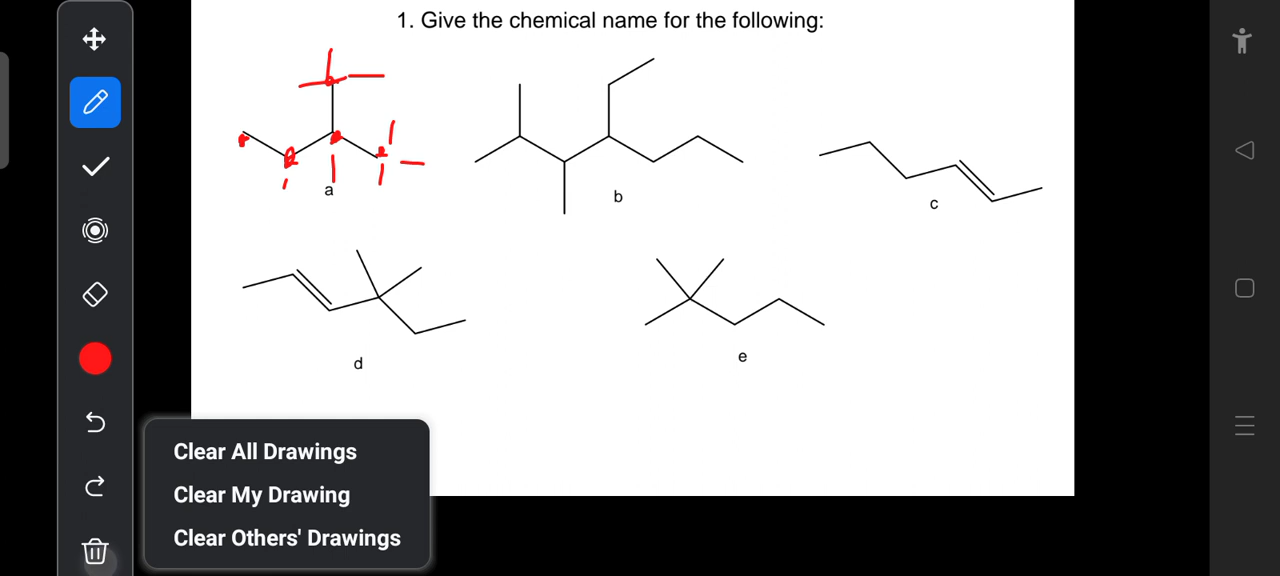 1. Give the chemical name for the following:
a
b
c
d
e
Clear All Drawings
Clear My Drawing
Clear Others' Drawings